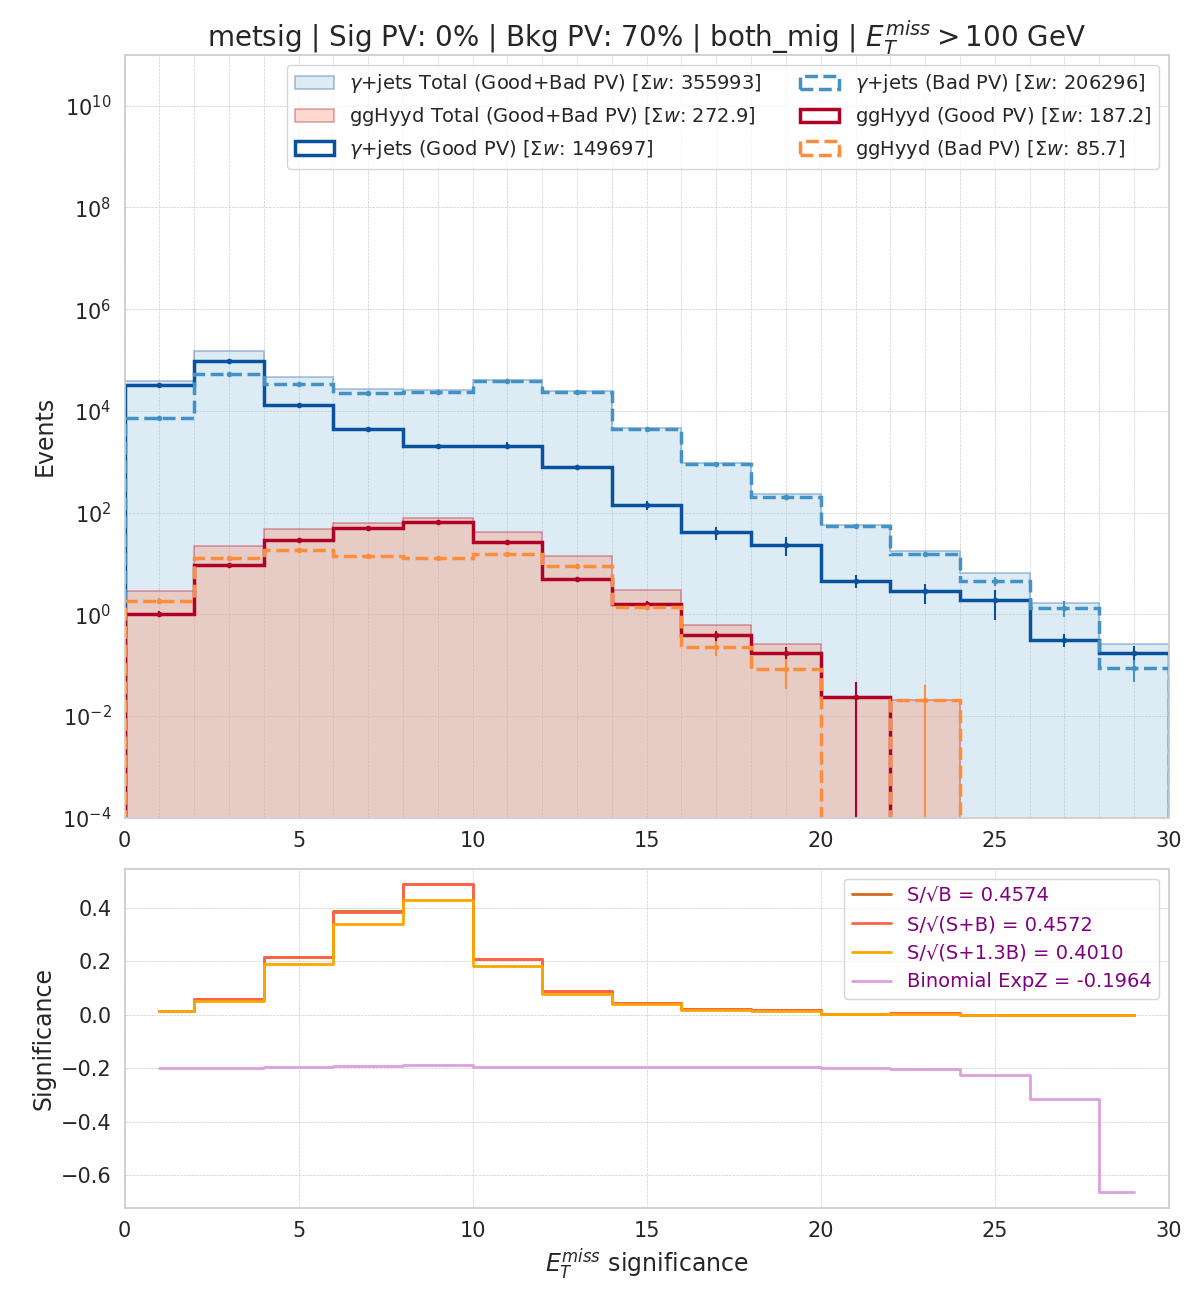 metsig | Sig PV: 0% | Bkg PV: 70% | both_mig | $E_T^{miss} > 100$ GeV
γ+jets Total (Good+Bad PV) [Σw: 355993]
ggHyyd Total (Good+Bad PV) [Σw: 272.9]
γ+jets (Good PV) [Σw: 149697]
γ+jets (Bad PV) [Σw: 206296]
ggHyyd (Good PV) [Σw: 187.2]
ggHyyd (Bad PV) [Σw: 85.7]
Events
$10^{10}$
$10^{8}$
$10^{6}$
$10^{4}$
$10^{2}$
$10^{0}$
$10^{-2}$
$10^{-4}$
0 5 10 15 20 25 30
S/√B = 0.4574
S/√(S+B) = 0.4572
S/√(S+1.3B) = 0.4010
Binomial ExpZ = -0.1964
Significance
0.4
0.2
0.0
−0.2
−0.4
−0.6
0 5 10 15 20 25 30
$E_T^{miss}$ significance